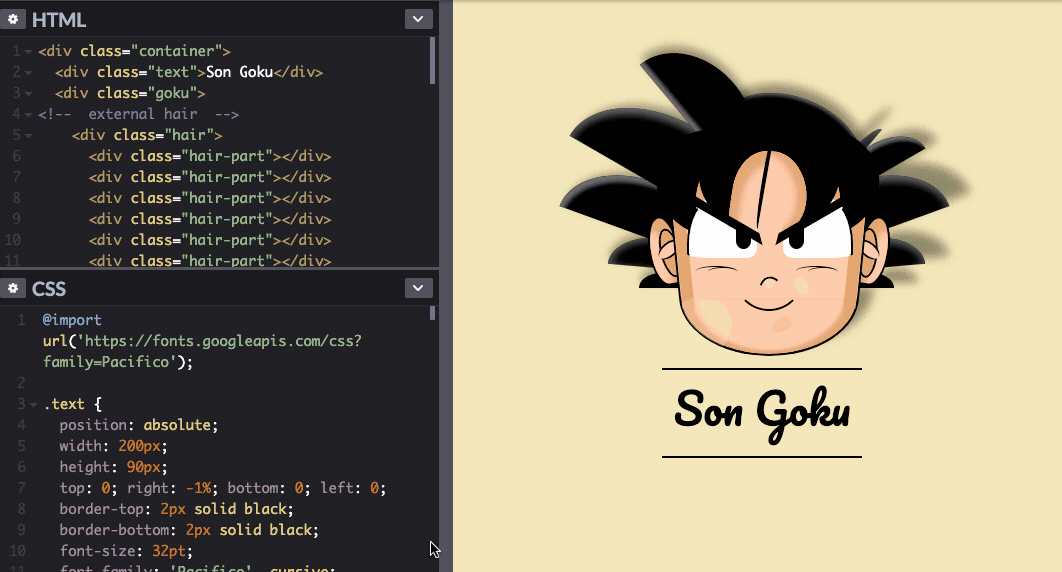 HTML
1 <div class="container">
2 <div class="text">Son Goku</div>
3 <div class="goku">
4 <!-- external hair -->
5 <div class="hair">
6 <div class="hair-part"></div>
7 <div class="hair-part"></div>
8 <div class="hair-part"></div>
9 <div class="hair-part"></div>
10 <div class="hair-part"></div>
11 <div class="hair-part"></div>
CSS
1 @import
url('https://fonts.googleapis.com/css?
family=Pacifico');
2
3 .text {
4 position: absolute;
5 width: 200px;
6 height: 90px;
7 top: 0; right: -1%; bottom: 0; left: 0;
8 border-top: 2px solid black;
9 border-bottom: 2px solid black;
10 font-size: 32pt;
11 font-family: 'Pacifico', cursive;
Son Goku